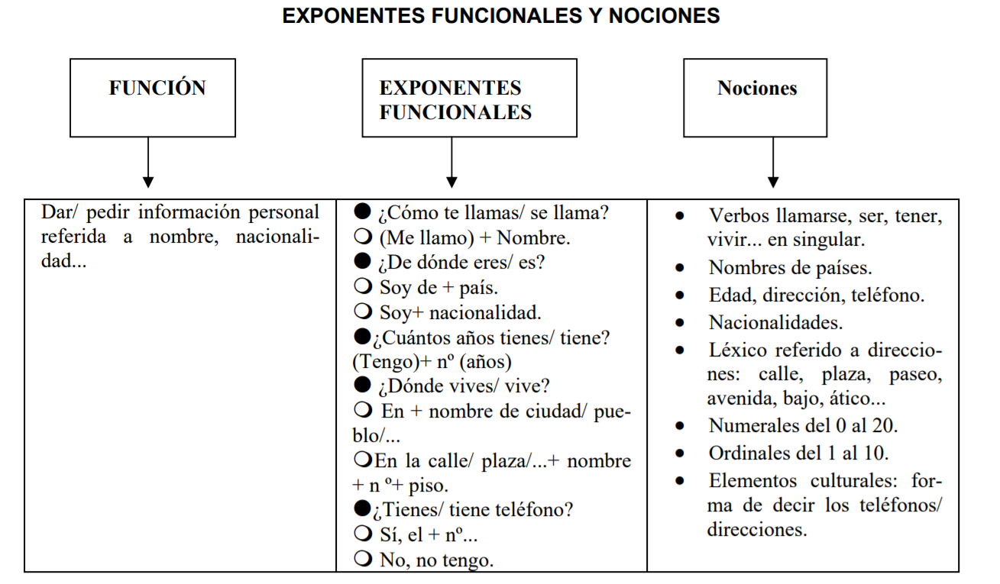 EXPONENTES FUNCIONALES Y NOCIONES
FUNCIÓN
EXPONENTES
FUNCIONALES
Nociones
Dar/ pedir información personal
referida a nombre, nacionali-
dad...
● ¿Cómo te llamas/ se llama?
❍ (Me llamo) + Nombre.
● ¿De dónde eres/ es?
❍ Soy de + país.
❍ Soy+ nacionalidad.
●¿Cuántos años tienes/ tiene?
(Tengo)+ nº (años)
● ¿Dónde vives/ vive?
❍ En + nombre de ciudad/ pue-
blo/...
❍En la calle/ plaza/...+ nombre
+ n º+ piso.
●¿Tienes/ tiene teléfono?
❍ Sí, el + nº...
❍ No, no tengo.
• Verbos llamarse, ser, tener,
vivir... en singular.
• Nombres de países.
• Edad, dirección, teléfono.
• Nacionalidades.
• Léxico referido a direccio-
nes: calle, plaza, paseo,
avenida, bajo, ático...
• Numerales del 0 al 20.
• Ordinales del 1 al 10.
• Elementos culturales: for-
ma de decir los teléfonos/
direcciones.